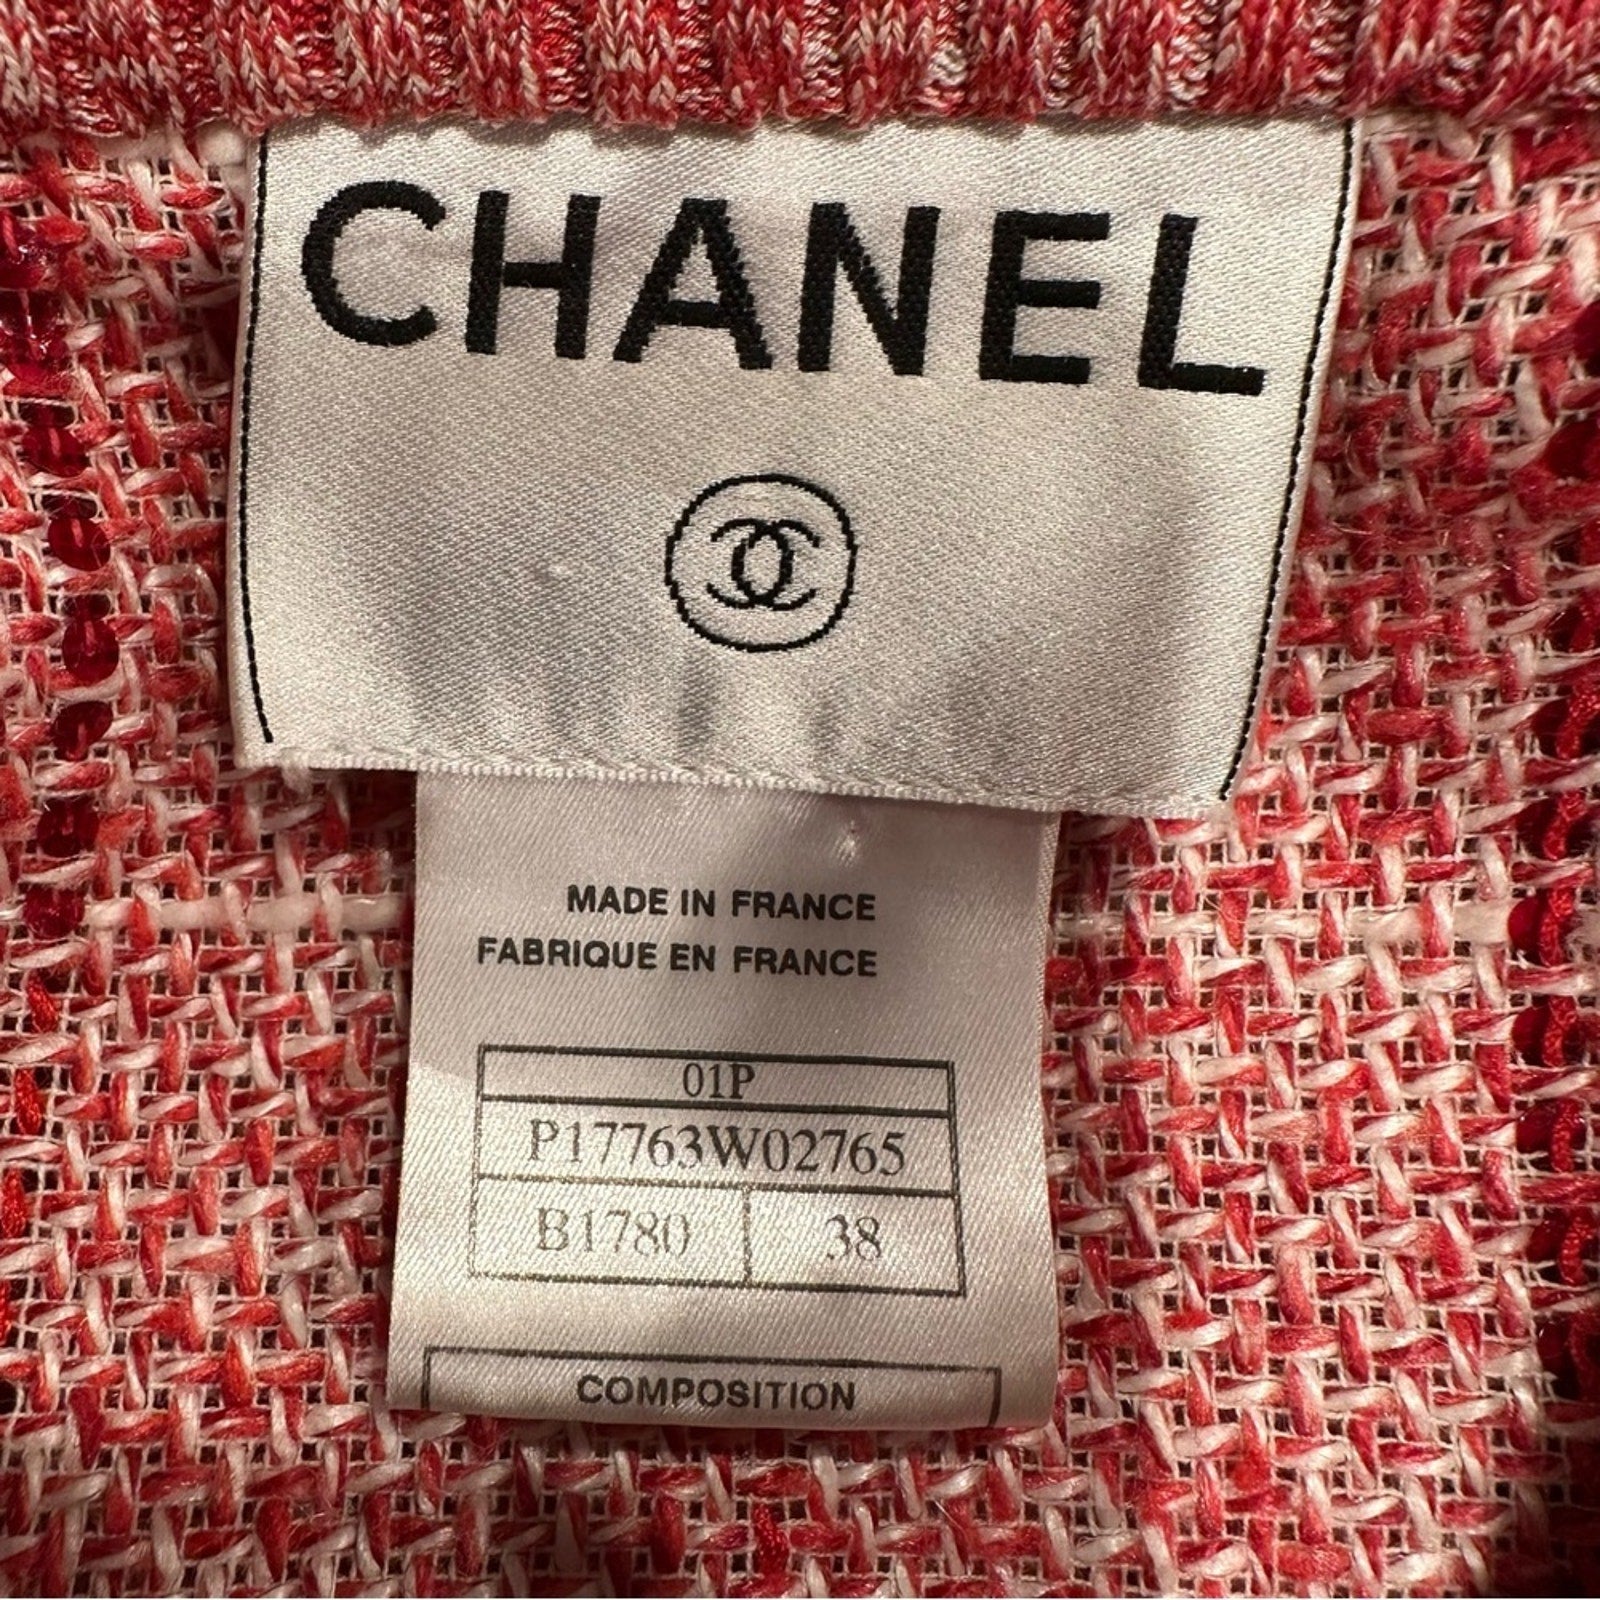 CHANEL
MADE IN FRANCE
FABRIQUE EN FRANCE
01P
P17763W02765
B1780 38
COMPOSITION